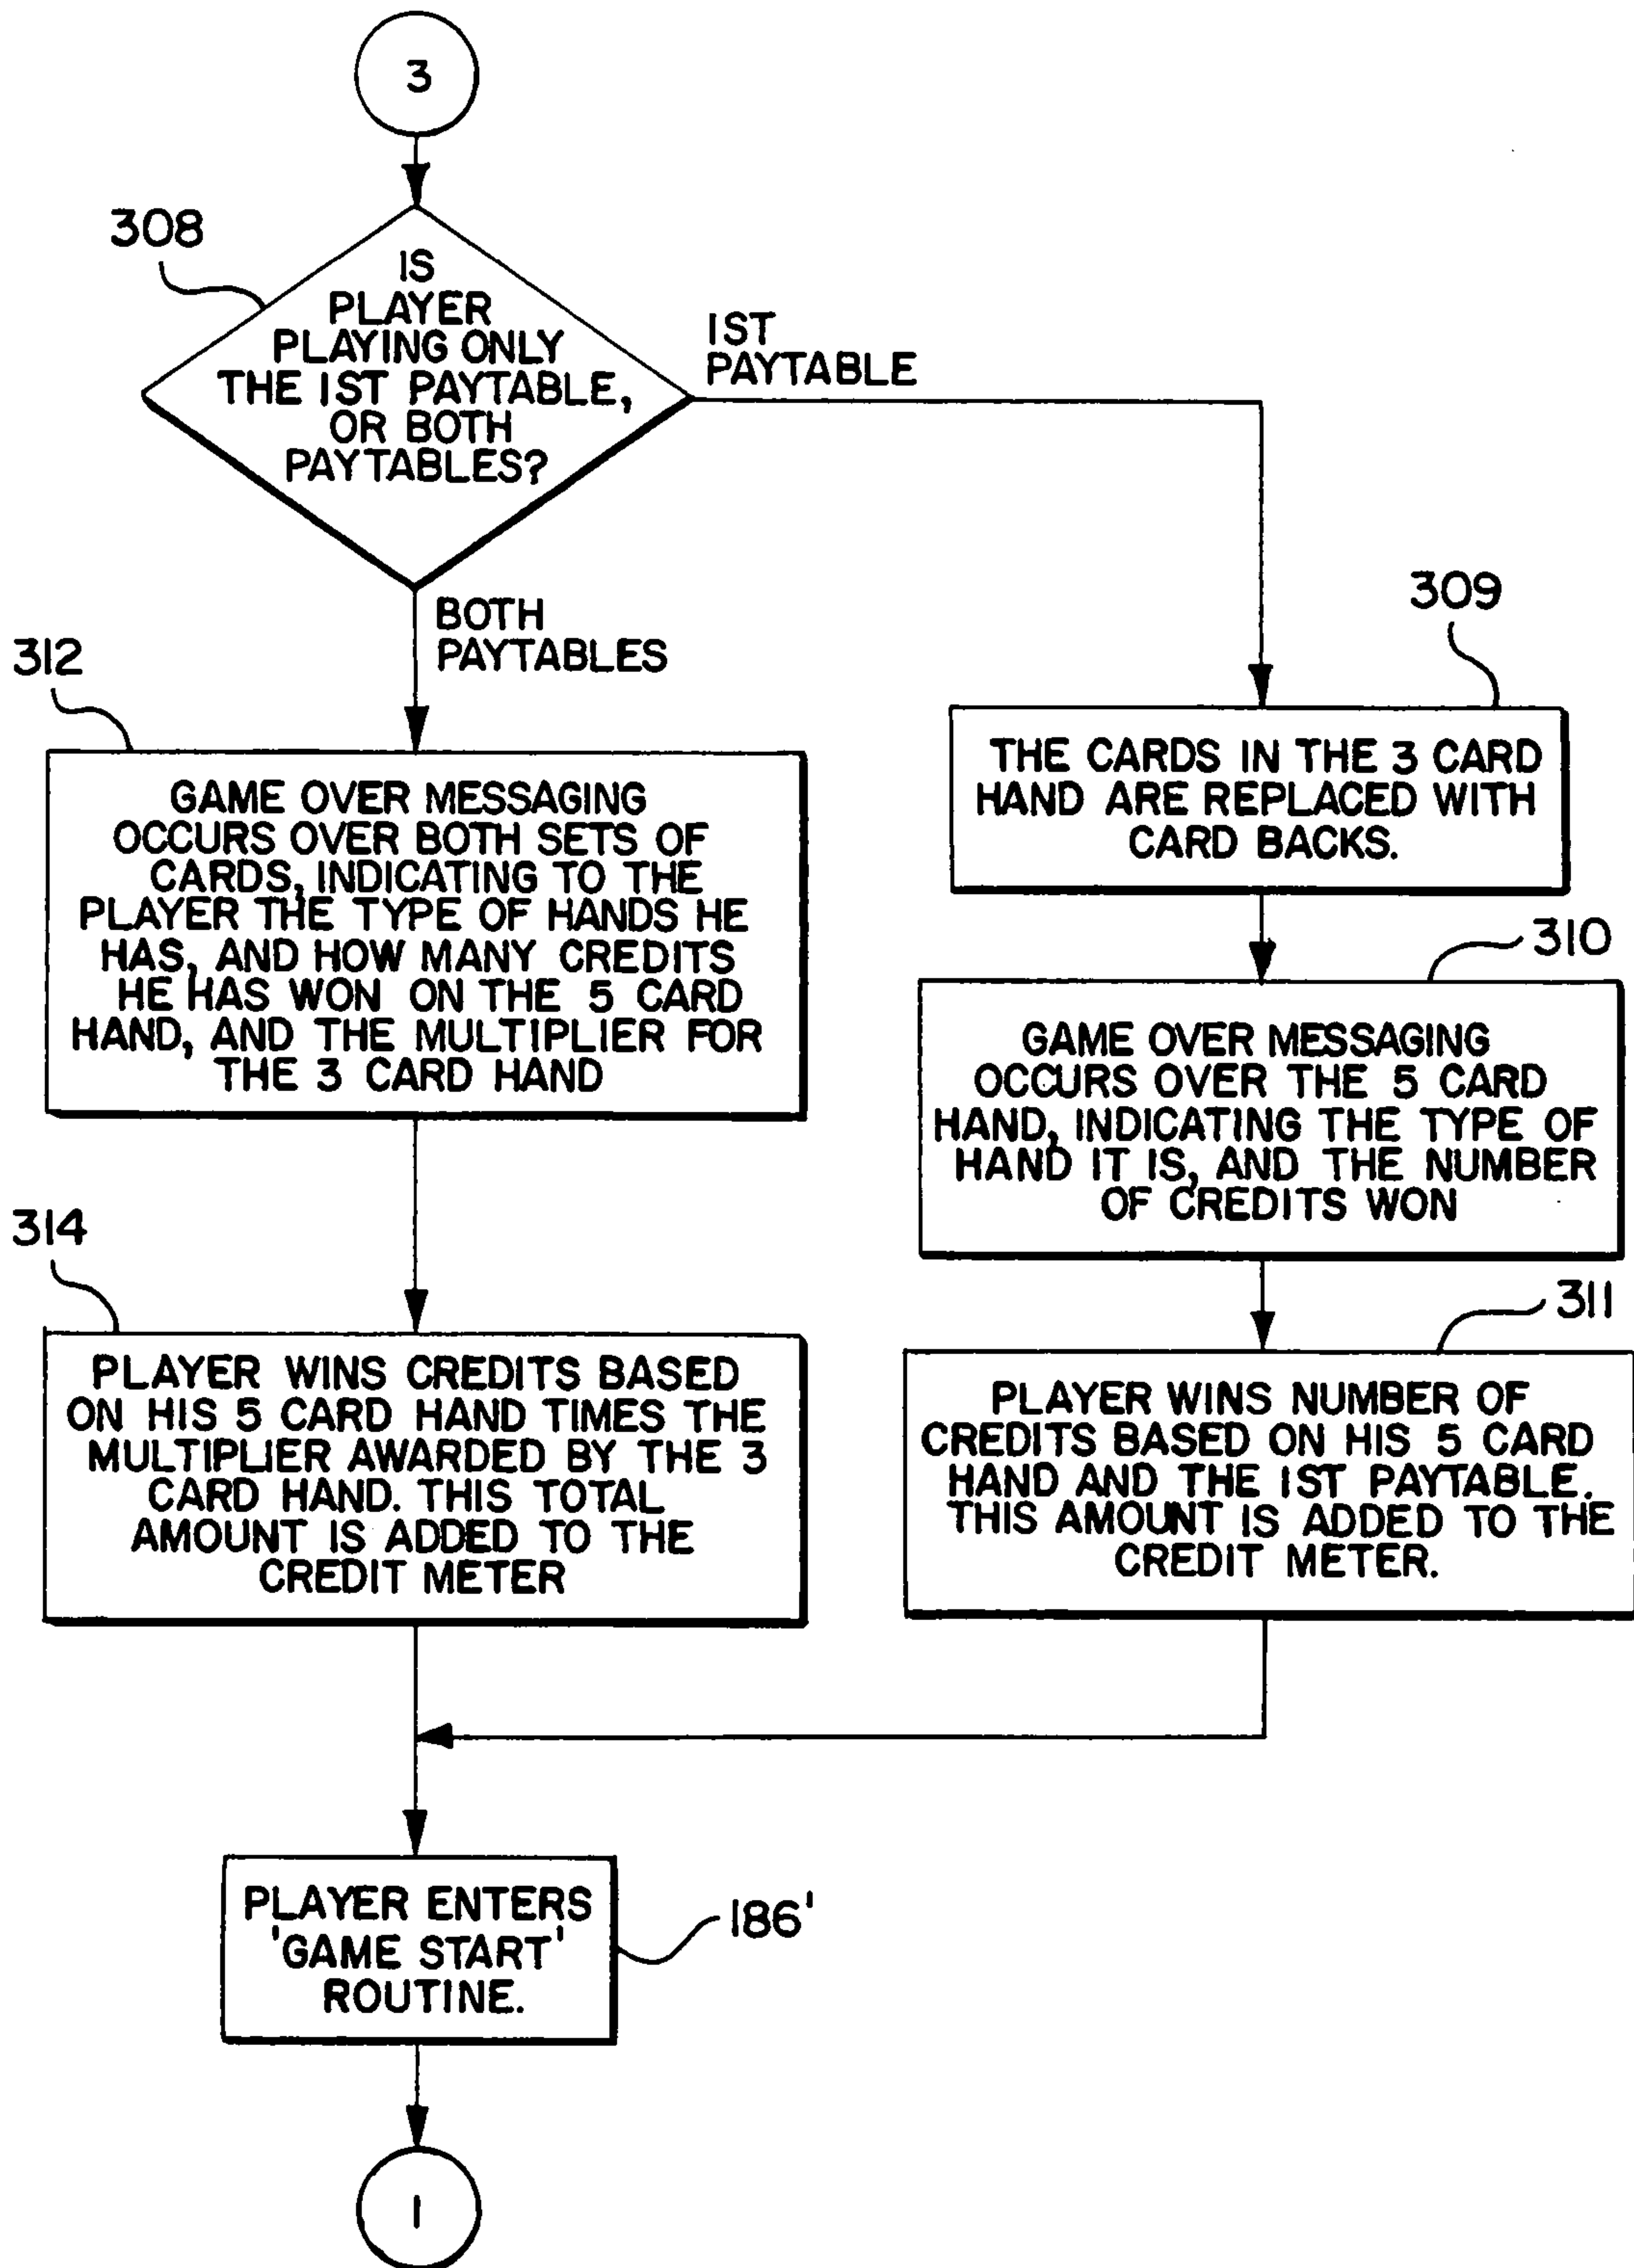 3
308
IS
PLAYER
PLAYING ONLY
THE 1ST PAYTABLE,
OR BOTH
PAYTABLES?
1ST
PAYTABLE
BOTH
PAYTABLES
309
THE CARDS IN THE 3 CARD
HAND ARE REPLACED WITH
CARD BACKS.
312
GAME OVER MESSAGING
OCCURS OVER BOTH SETS OF
CARDS, INDICATING TO THE
PLAYER THE TYPE OF HANDS HE
HAS, AND HOW MANY CREDITS
HE HAS WON ON THE 5 CARD
HAND, AND THE MULTIPLIER FOR
THE 3 CARD HAND
310
GAME OVER MESSAGING
OCCURS OVER THE 5 CARD
HAND, INDICATING THE TYPE OF
HAND IT IS, AND THE NUMBER
OF CREDITS WON
314
PLAYER WINS CREDITS BASED
ON HIS 5 CARD HAND TIMES THE
MULTIPLIER AWARDED BY THE 3
CARD HAND. THIS TOTAL
AMOUNT IS ADDED TO THE
CREDIT METER
311
PLAYER WINS NUMBER OF
CREDITS BASED ON HIS 5 CARD
HAND AND THE 1ST PAYTABLE.
THIS AMOUNT IS ADDED TO THE
CREDIT METER.
PLAYER ENTERS
'GAME START'
ROUTINE.
186'
1